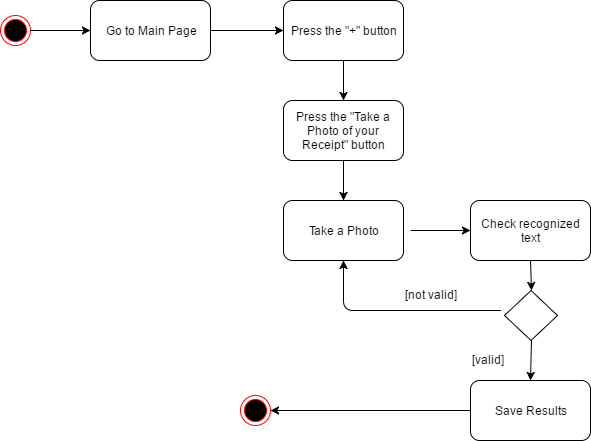 Go to Main Page
Press the "+" button
Press the "Take a
Photo of your
Receipt" button
Take a Photo
Check recognized
text
[not valid]
[valid]
Save Results